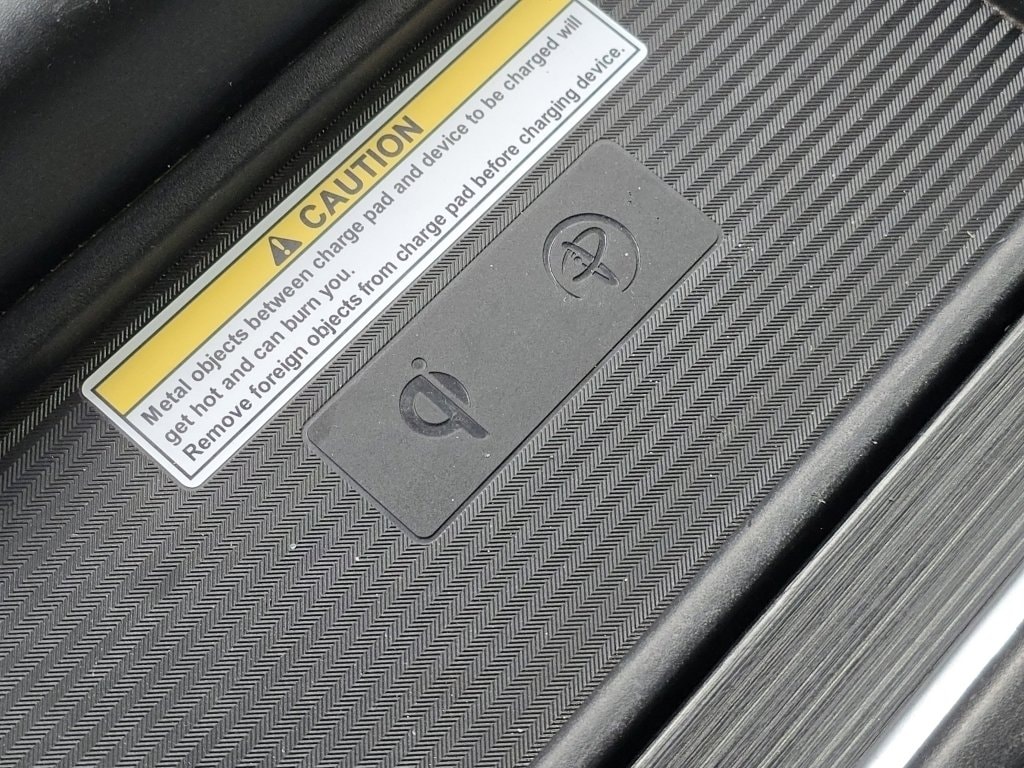 CAUTION
Metal objects between charge pad and device to be charged will
get hot and can burn you.
Remove foreign objects from charge pad before charging device.